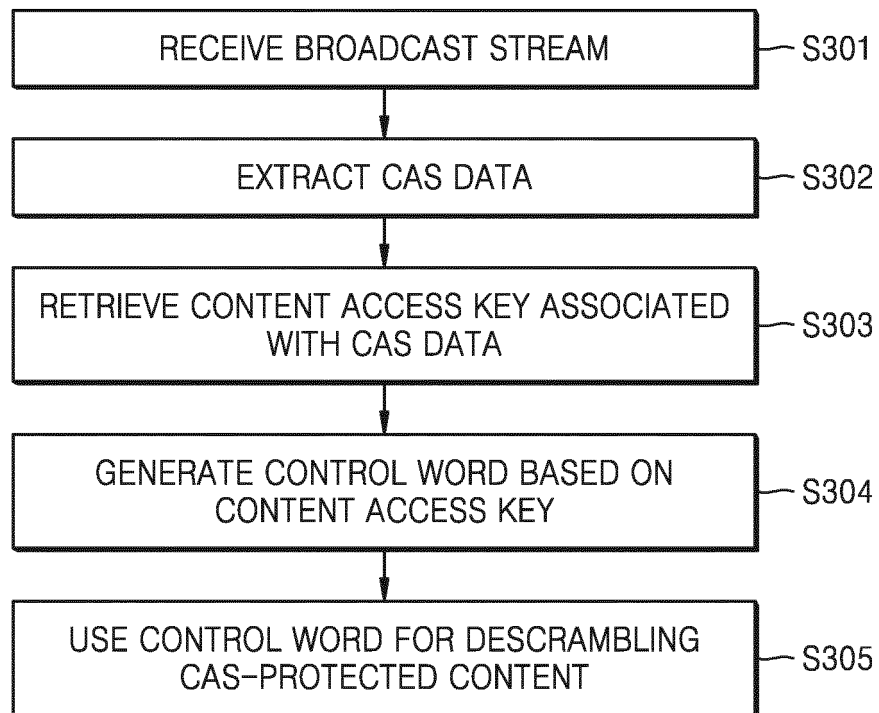 RECEIVE BROADCAST STREAM
S301
EXTRACT CAS DATA
S302
RETRIEVE CONTENT ACCESS KEY ASSOCIATED
WITH CAS DATA
S303
GENERATE CONTROL WORD BASED ON
CONTENT ACCESS KEY
S304
USE CONTROL WORD FOR DESCRAMBLING
CAS-PROTECTED CONTENT
S305